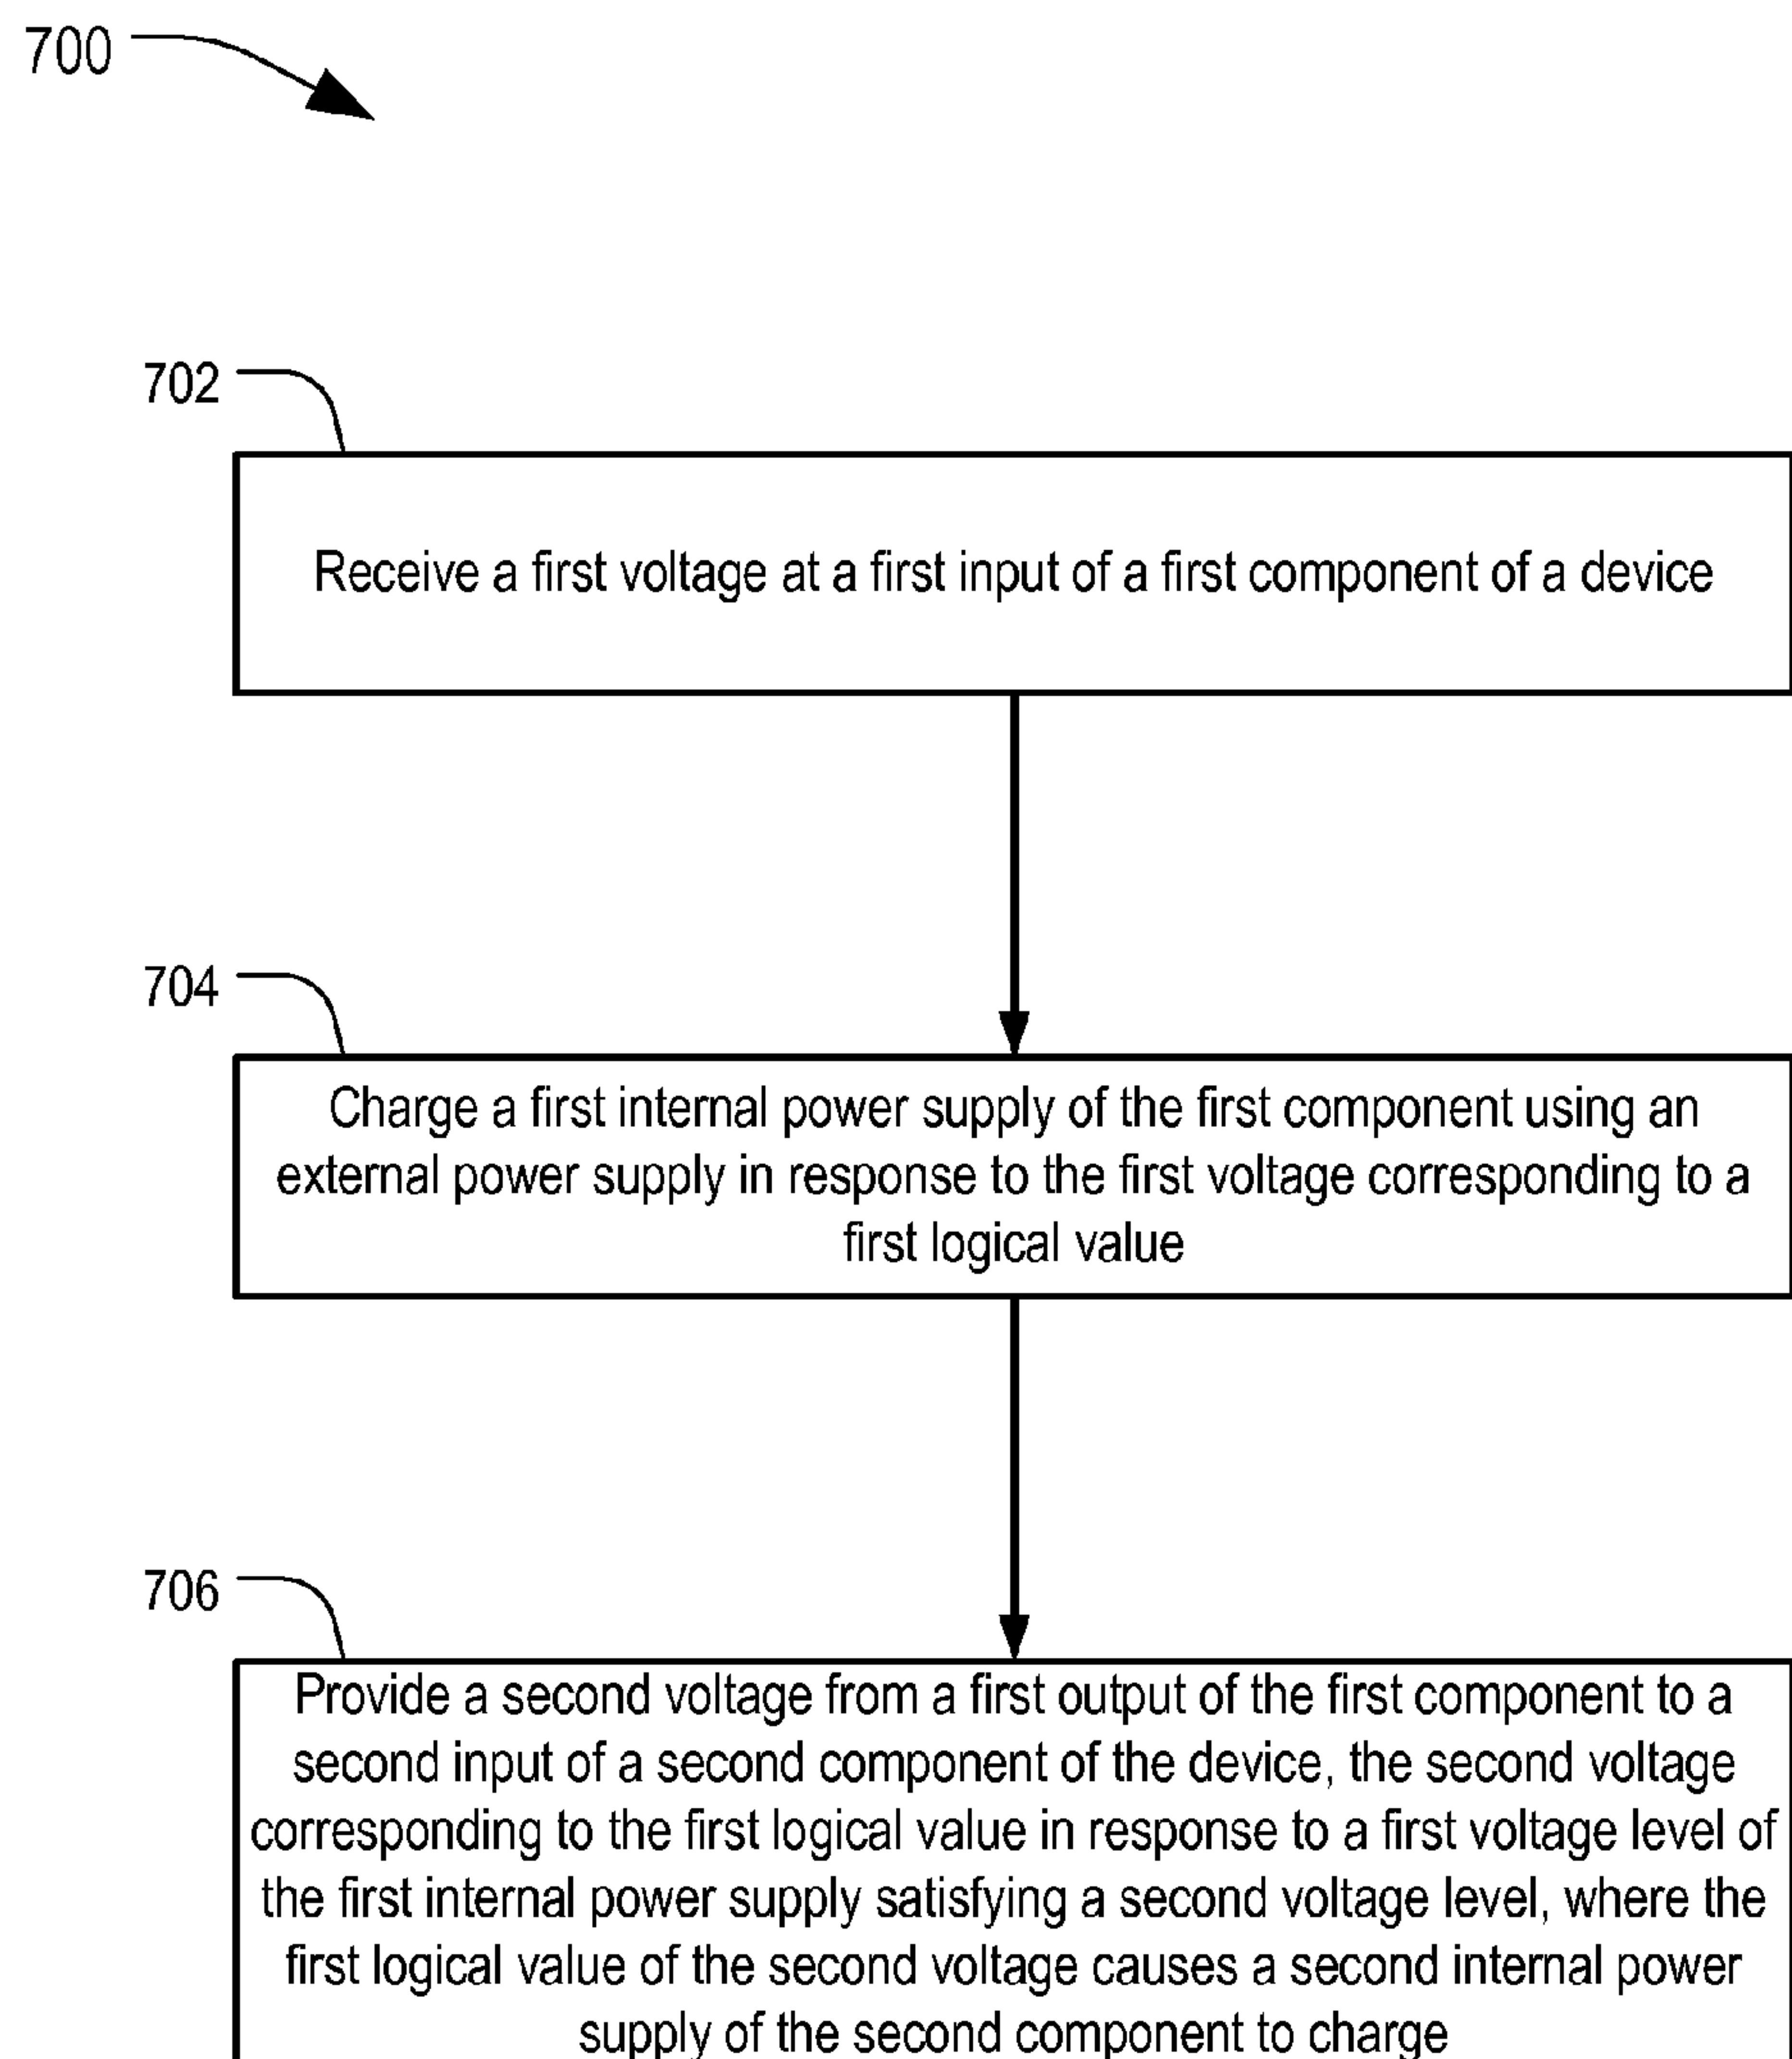 700
702
Receive a first voltage at a first input of a first component of a device
704
Charge a first internal power supply of the first component using an
external power supply in response to the first voltage corresponding to a
first logical value
706
Provide a second voltage from a first output of the first component to a
second input of a second component of the device, the second voltage
corresponding to the first logical value in response to a first voltage level of
the first internal power supply satisfying a second voltage level, where the
first logical value of the second voltage causes a second internal power
supply of the second component to charge